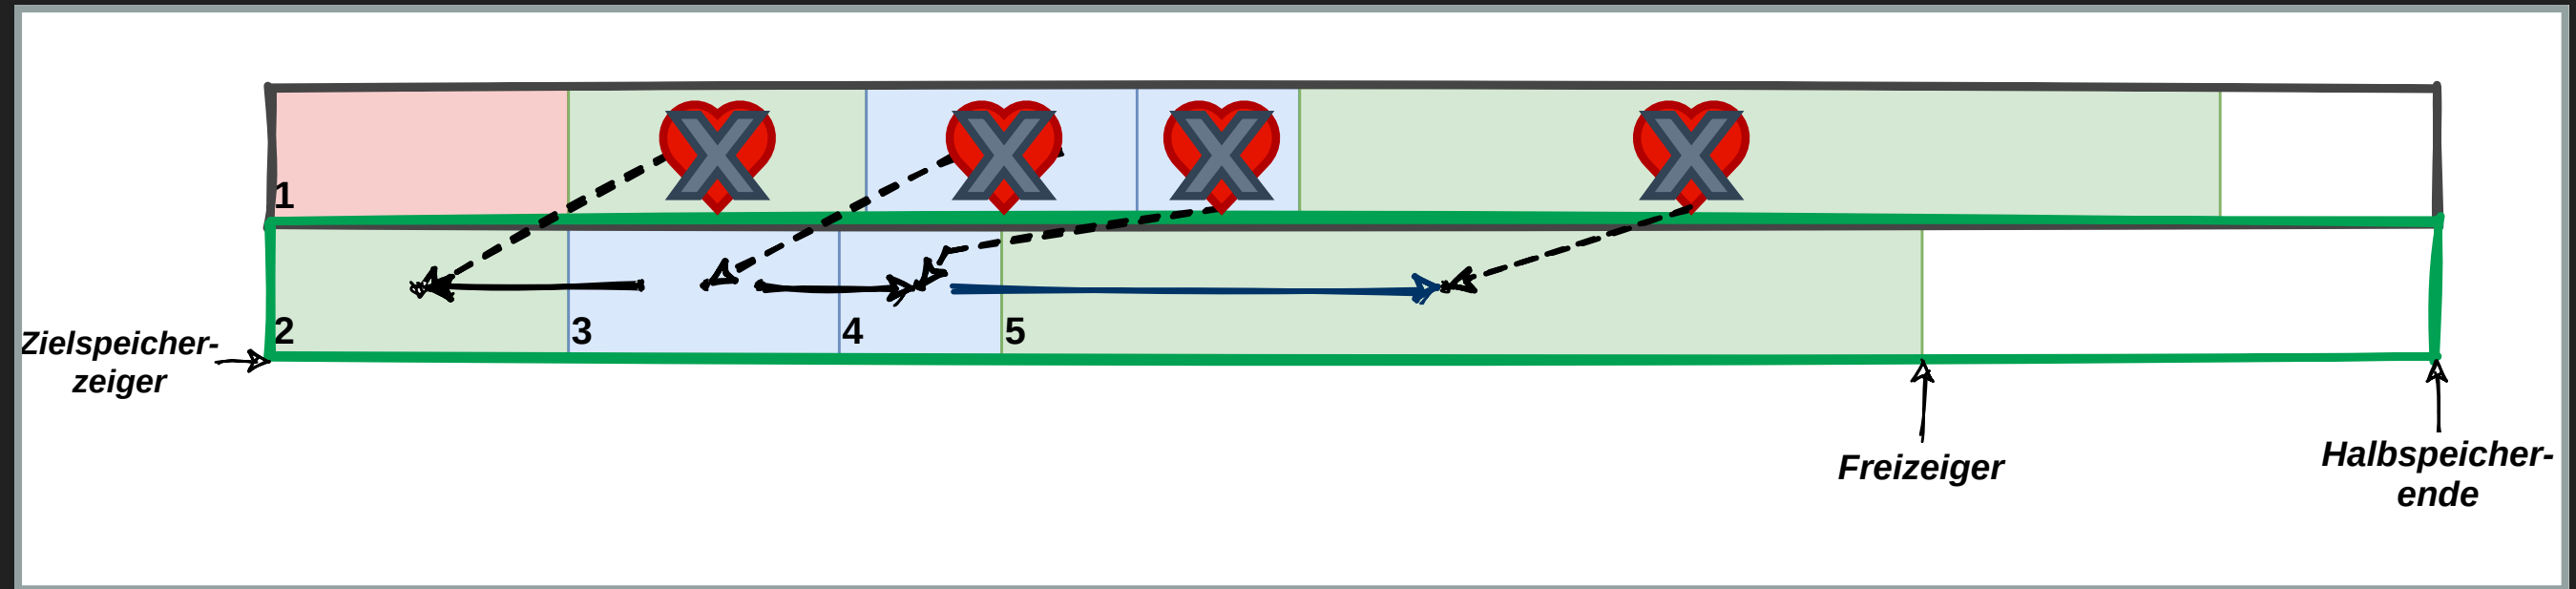 1
2
3
4
5
Zielspeicher-
zeiger
Freizeiger
Halbspeicher-
ende